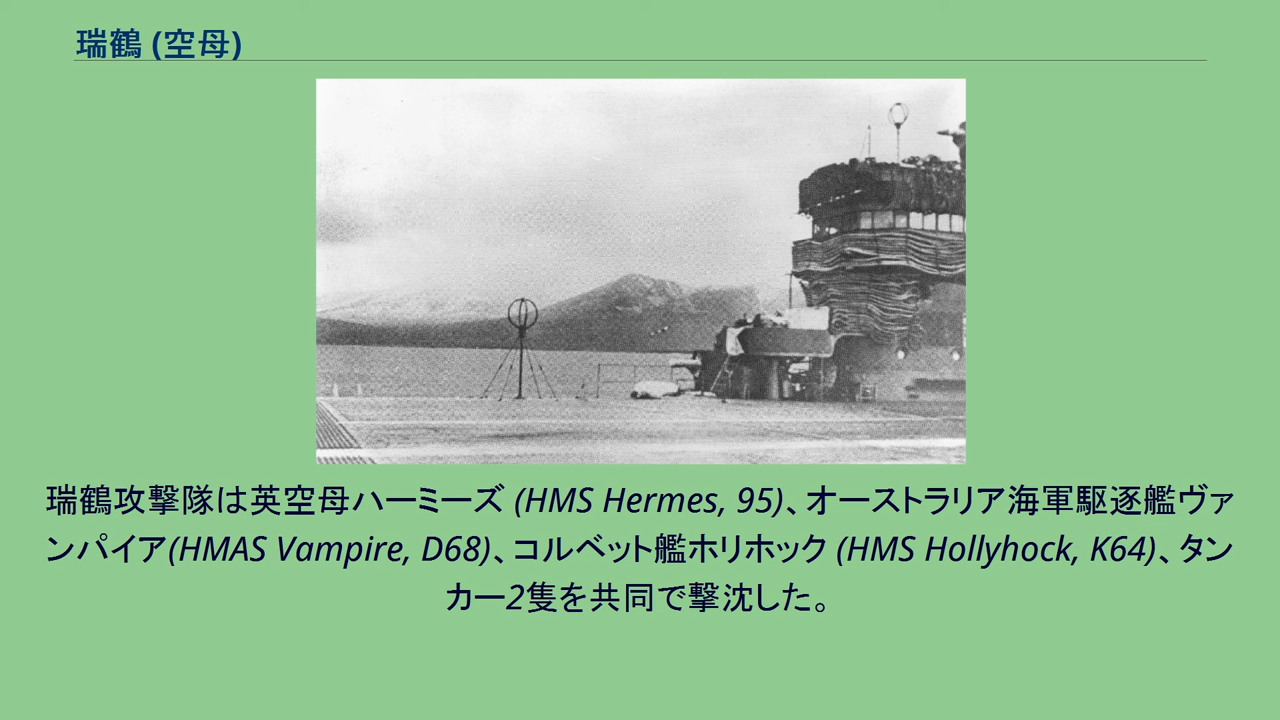 瑞鶴 (空母)
瑞鶴攻撃隊は英空母ハーミーズ (HMS Hermes, 95)、オーストラリア海軍駆逐艦ヴァ
ンパイア(HMAS Vampire, D68)、コルベット艦ホリホック (HMS Hollyhock, K64)、タン
カー2隻を共同で撃沈した。